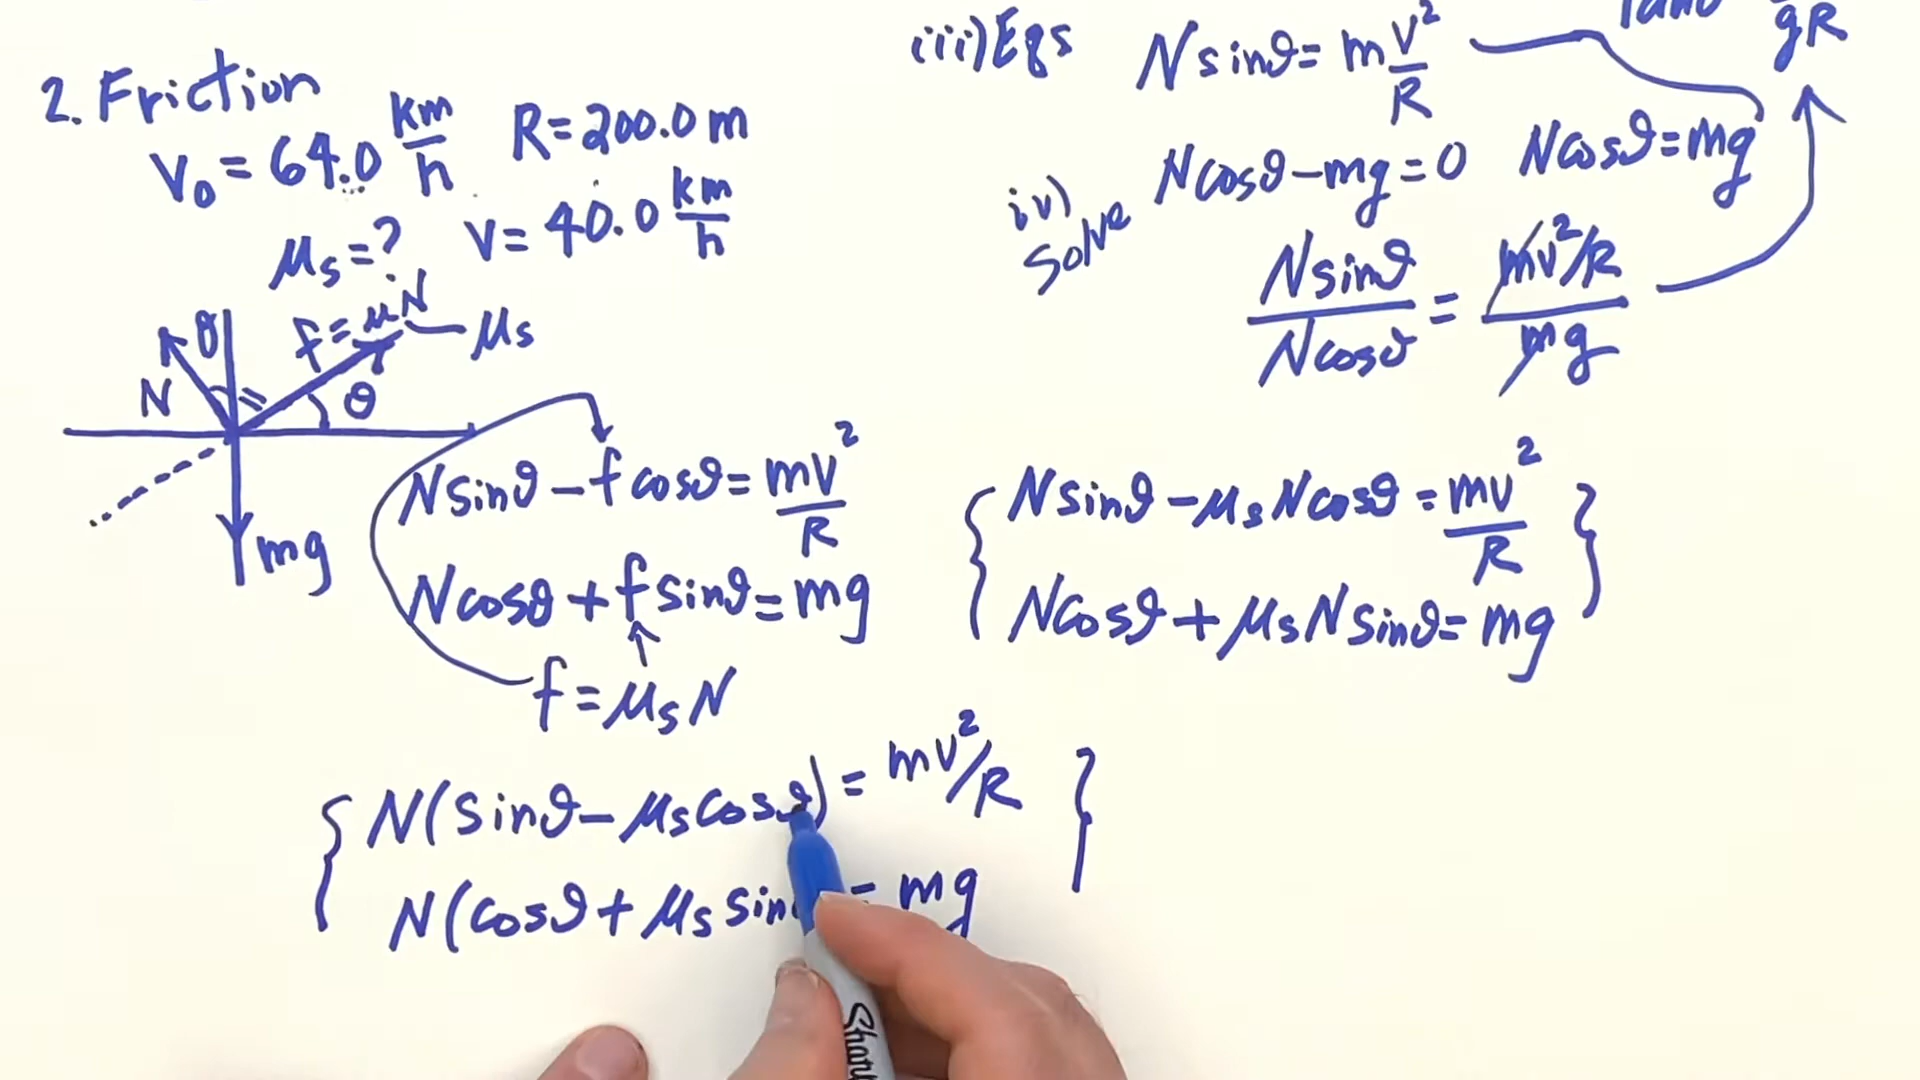 2. Friction
V₀ = 64.0 km/h R = 200.0 m
μs = ? V = 40.0 km/h
N θ f = μN μs
θ
mg
N sinθ − f cosθ = mv²/R
N cosθ + f sinθ = mg
f = μs N
{ N(sinθ − μs cosθ) = mv²/R }
N(cosθ + μs sin = mg
gR
iii) Eqs N sinθ = m v²/R
N cosθ − mg = 0 N cosθ = mg
iv) Solve
N sinθ / N cosθ = mv²/R / mg
{ N sinθ − μs N cosθ = mv²/R }
N cosθ + μs N sinθ = mg